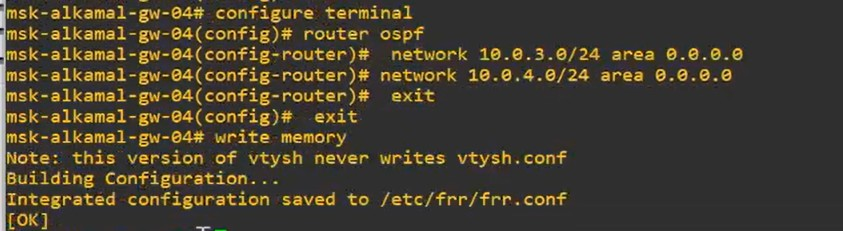 msk-alkamal-gw-04# configure terminal
msk-alkamal-gw-04(config)# router ospf
msk-alkamal-gw-04(config-router)#  network 10.0.3.0/24 area 0.0.0.0
msk-alkamal-gw-04(config-router)# network 10.0.4.0/24 area 0.0.0.0
msk-alkamal-gw-04(config-router)#  exit
msk-alkamal-gw-04(config)#  exit
msk-alkamal-gw-04# write memory
Note: this version of vtysh never writes vtysh.conf
Building Configuration...
Integrated configuration saved to /etc/frr/frr.conf
[OK]